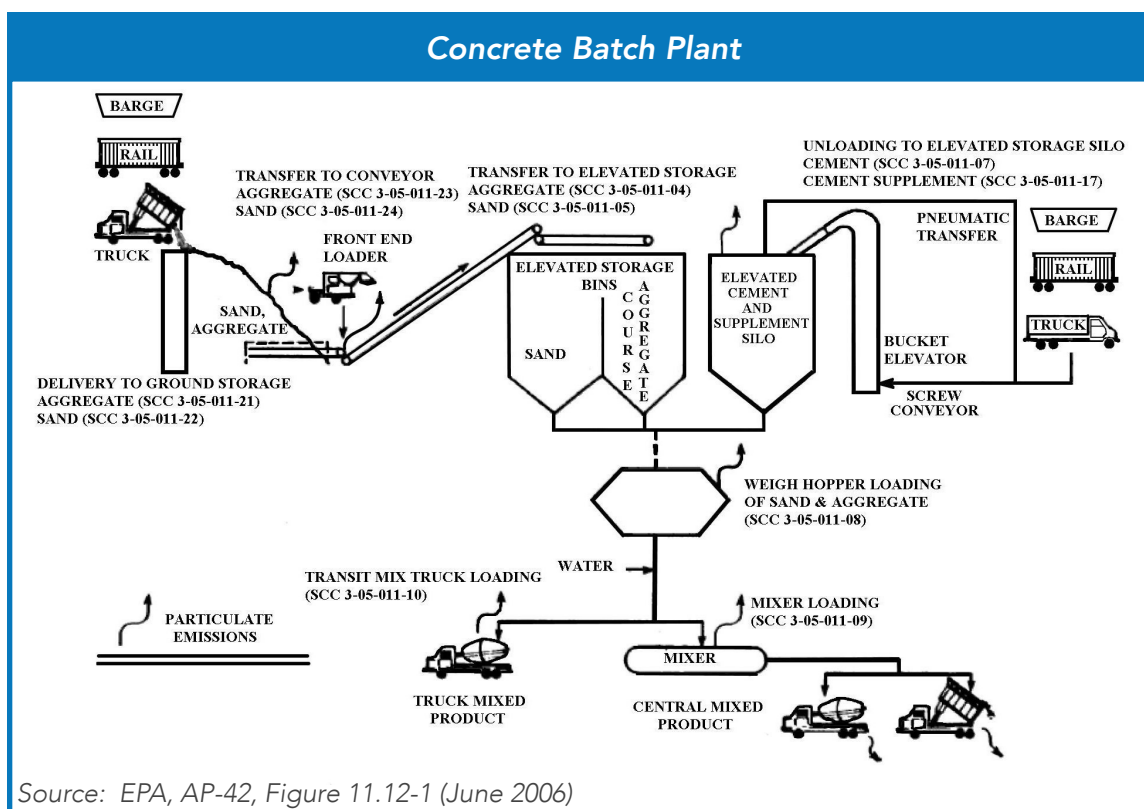 Concrete Batch Plant
BARGE
RAIL
TRUCK
TRANSFER TO CONVEYOR
AGGREGATE (SCC 3-05-011-23)
SAND (SCC 3-05-011-24)
FRONT END
LOADER
SAND,
AGGREGATE
DELIVERY TO GROUND STORAGE
AGGREGATE (SCC 3-05-011-21)
SAND (SCC 3-05-011-22)
TRANSFER TO ELEVATED STORAGE
AGGREGATE (SCC 3-05-011-04)
SAND (SCC 3-05-011-05)
ELEVATED STORAGE
BINS
SAND
COURSE
AGGREGATE
UNLOADING TO ELEVATED STORAGE SILO
CEMENT (SCC 3-05-011-07)
CEMENT SUPPLEMENT (SCC 3-05-011-17)
PNEUMATIC
TRANSFER
BARGE
RAIL
TRUCK
ELEVATED
CEMENT
AND
SUPPLEMENT
SILO
BUCKET
ELEVATOR
SCREW
CONVEYOR
WEIGH HOPPER LOADING
OF SAND & AGGREGATE
(SCC 3-05-011-08)
WATER
TRANSIT MIX TRUCK LOADING
(SCC 3-05-011-10)
MIXER LOADING
(SCC 3-05-011-09)
PARTICULATE
EMISSIONS
MIXER
TRUCK MIXED
PRODUCT
CENTRAL MIXED
PRODUCT
Source: EPA, AP-42, Figure 11.12-1 (June 2006)